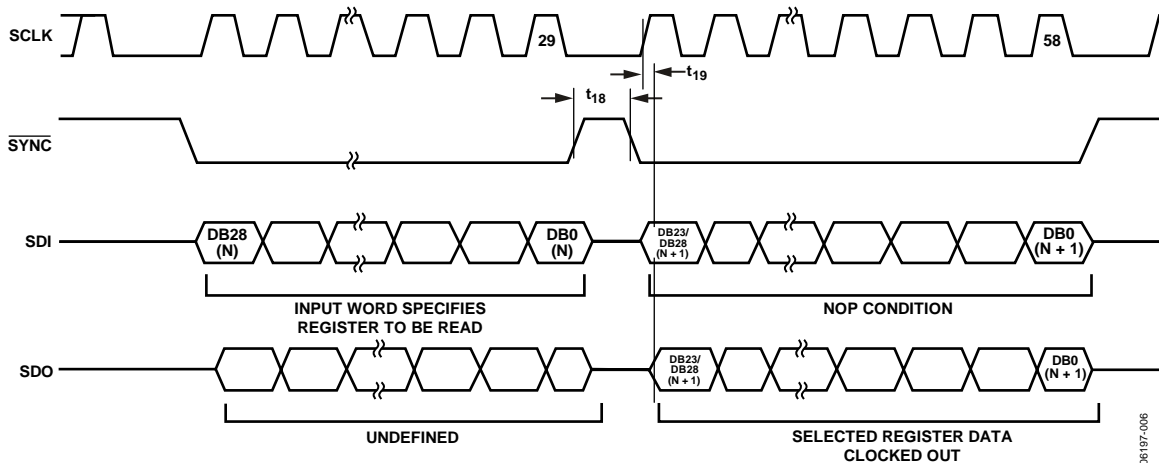 SCLK
29
58
t19
t18
SYNC
SDI
DB28
(N)
DB0
(N)
DB23/
DB28
(N + 1)
DB0
(N + 1)
INPUT WORD SPECIFIES
REGISTER TO BE READ
NOP CONDITION
SDO
DB23/
DB28
(N + 1)
DB0
(N + 1)
UNDEFINED
SELECTED REGISTER DATA
CLOCKED OUT
06197-006